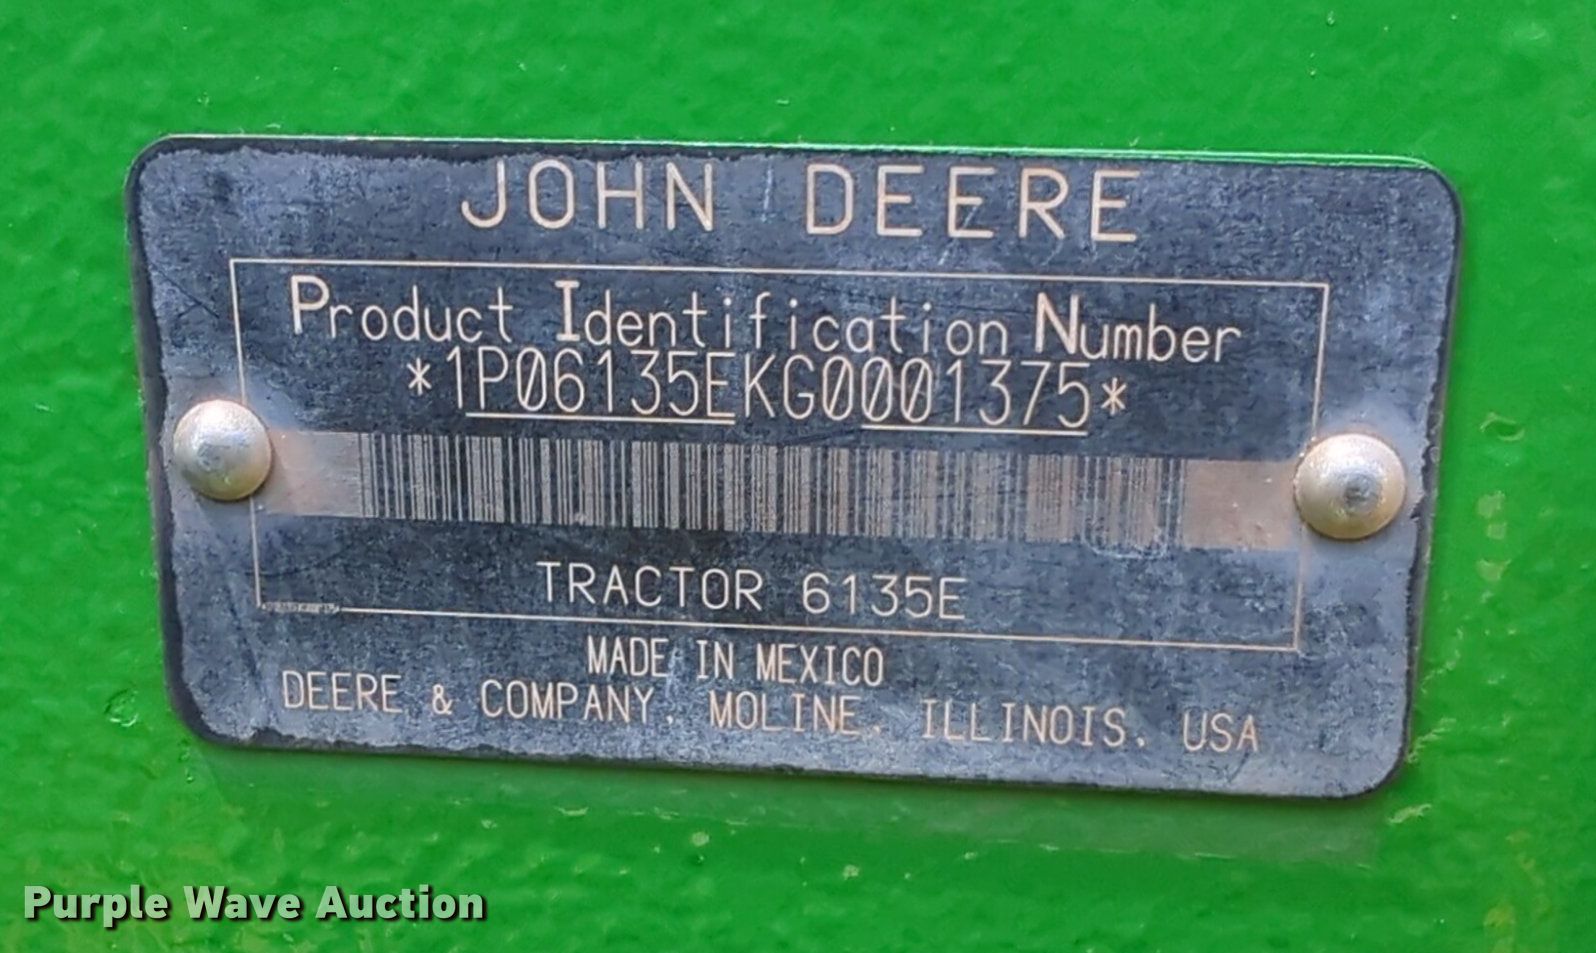 JOHN DEERE
Product Identification Number
*1P06135EKG0001375*
TRACTOR 6135E
MADE IN MEXICO
DEERE & COMPANY, MOLINE, ILLINOIS, USA
Purple Wave Auction